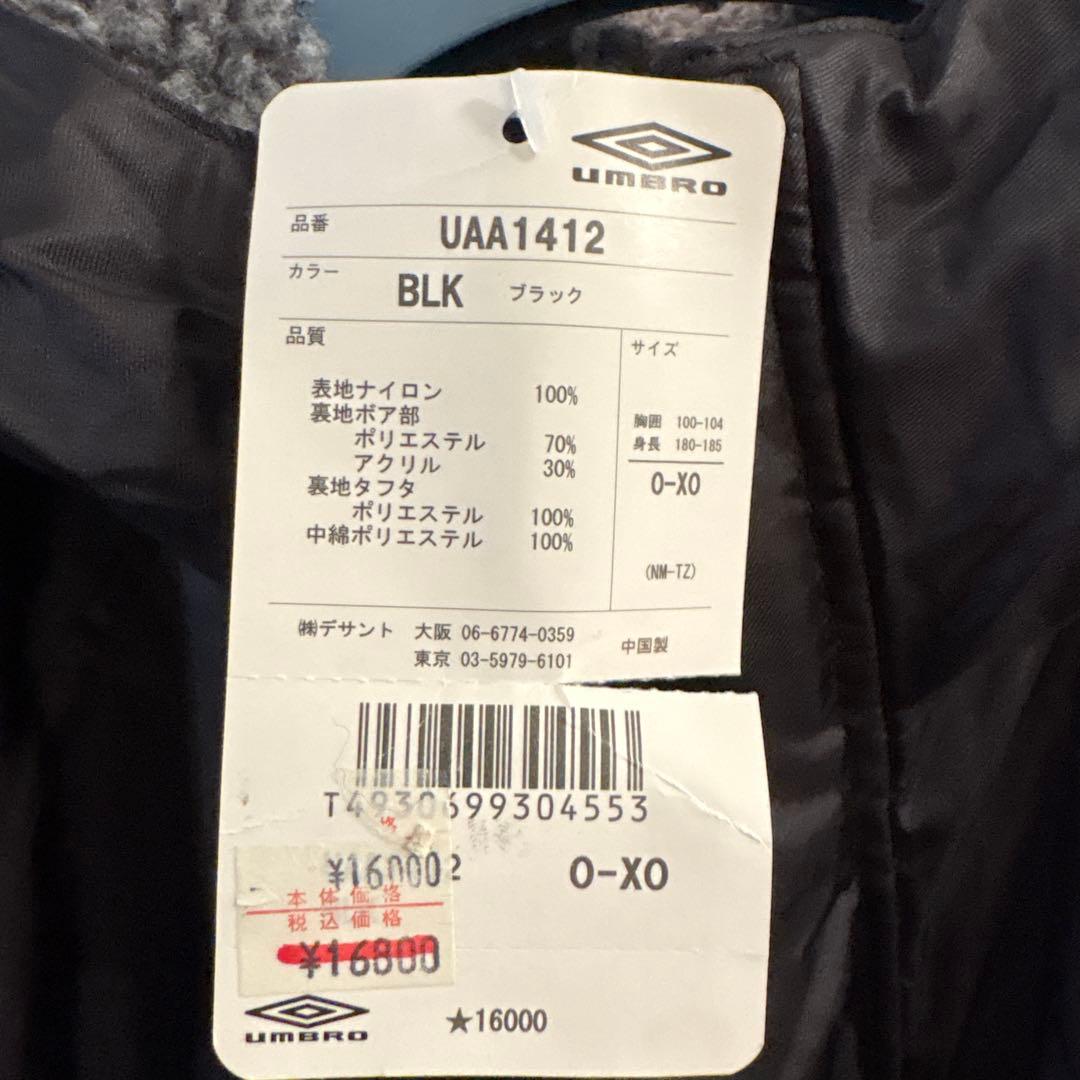 UMBRO
品番 UAA1412
カラー BLK ブラック
品質
サイズ
表地ナイロン 100%
裏地ボア部
ポリエステル 70%
アクリル 30%
裏地タフタ
ポリエステル 100%
中綿ポリエステル 100%
胸囲 100-104
身長 180-185
O-XO
(NM-TZ)
㈱デサント 大阪 06-6774-0359
東京 03-5979-6101
中国製
T4930699304553
¥16000
2 O-XO
本体価格
税込価格
¥16800
UMBRO
★16000